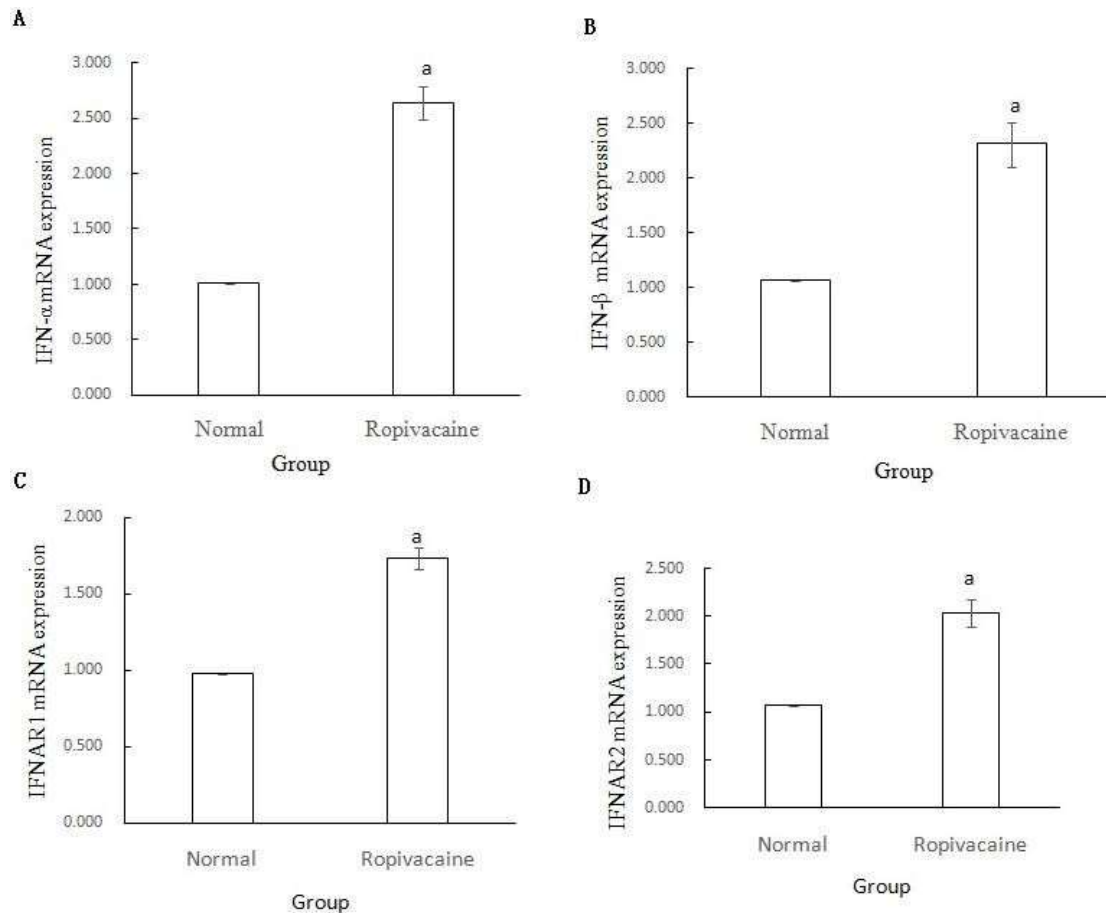 A
IFN-α mRNA expression
3.000
2.500
2.000
1.500
1.000
0.500
0.000
a
Normal Ropivacaine
Group
B
IFN-β mRNA expression
3.000
2.500
2.000
1.500
1.000
0.500
0.000
a
Normal Ropivacaine
Group
C
IFNAR1 mRNA expression
2.000
1.500
1.000
0.500
0.000
a
Normal Ropivacaine
Group
D
IFNAR2 mRNA expression
2.500
2.000
1.500
1.000
0.500
0.000
a
Normal Ropivacaine
Group